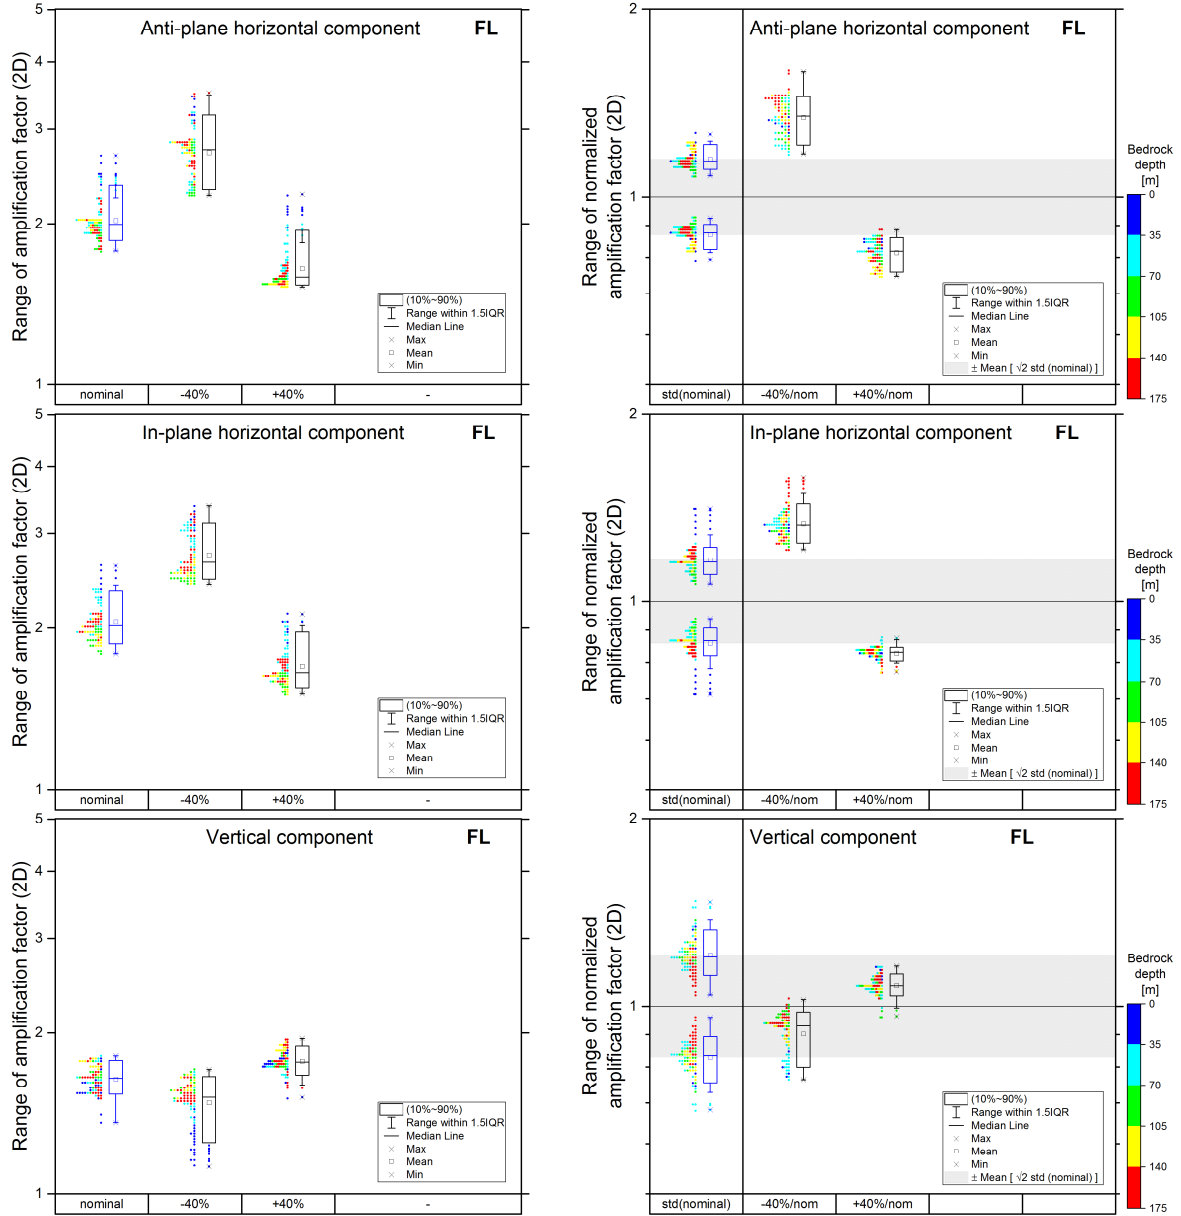 Anti-plane horizontal component FL
Range of amplification factor (2D)
5
4
3
2
1
(10%~90%)
Range within 1.5IQR
Median Line
Max
Mean
Min
nominal -40% +40% -
Anti-plane horizontal component FL
Range of normalized
amplification factor (2D)
2
1
(10%~90%)
Range within 1.5IQR
Median Line
Max
Mean
Min
± Mean [ √2 std (nominal) ]
std(nominal) -40%/nom +40%/nom
Bedrock
depth
[m]
0
35
70
105
140
175
In-plane horizontal component FL
Range of amplification factor (2D)
5
4
3
2
1
(10%~90%)
Range within 1.5IQR
Median Line
Max
Mean
Min
nominal -40% +40% -
In-plane horizontal component FL
Range of normalized
amplification factor (2D)
2
1
(10%~90%)
Range within 1.5IQR
Median Line
Max
Mean
Min
± Mean [ √2 std (nominal) ]
std(nominal) -40%/nom +40%/nom
Bedrock
depth
[m]
0
35
70
105
140
175
Vertical component FL
Range of amplification factor (2D)
5
4
3
2
1
(10%~90%)
Range within 1.5IQR
Median Line
Max
Mean
Min
nominal -40% +40% -
Vertical component FL
Range of normalized
amplification factor (2D)
2
1
(10%~90%)
Range within 1.5IQR
Median Line
Max
Mean
Min
± Mean [ √2 std (nominal) ]
std(nominal) -40%/nom +40%/nom
Bedrock
depth
[m]
0
35
70
105
140
175